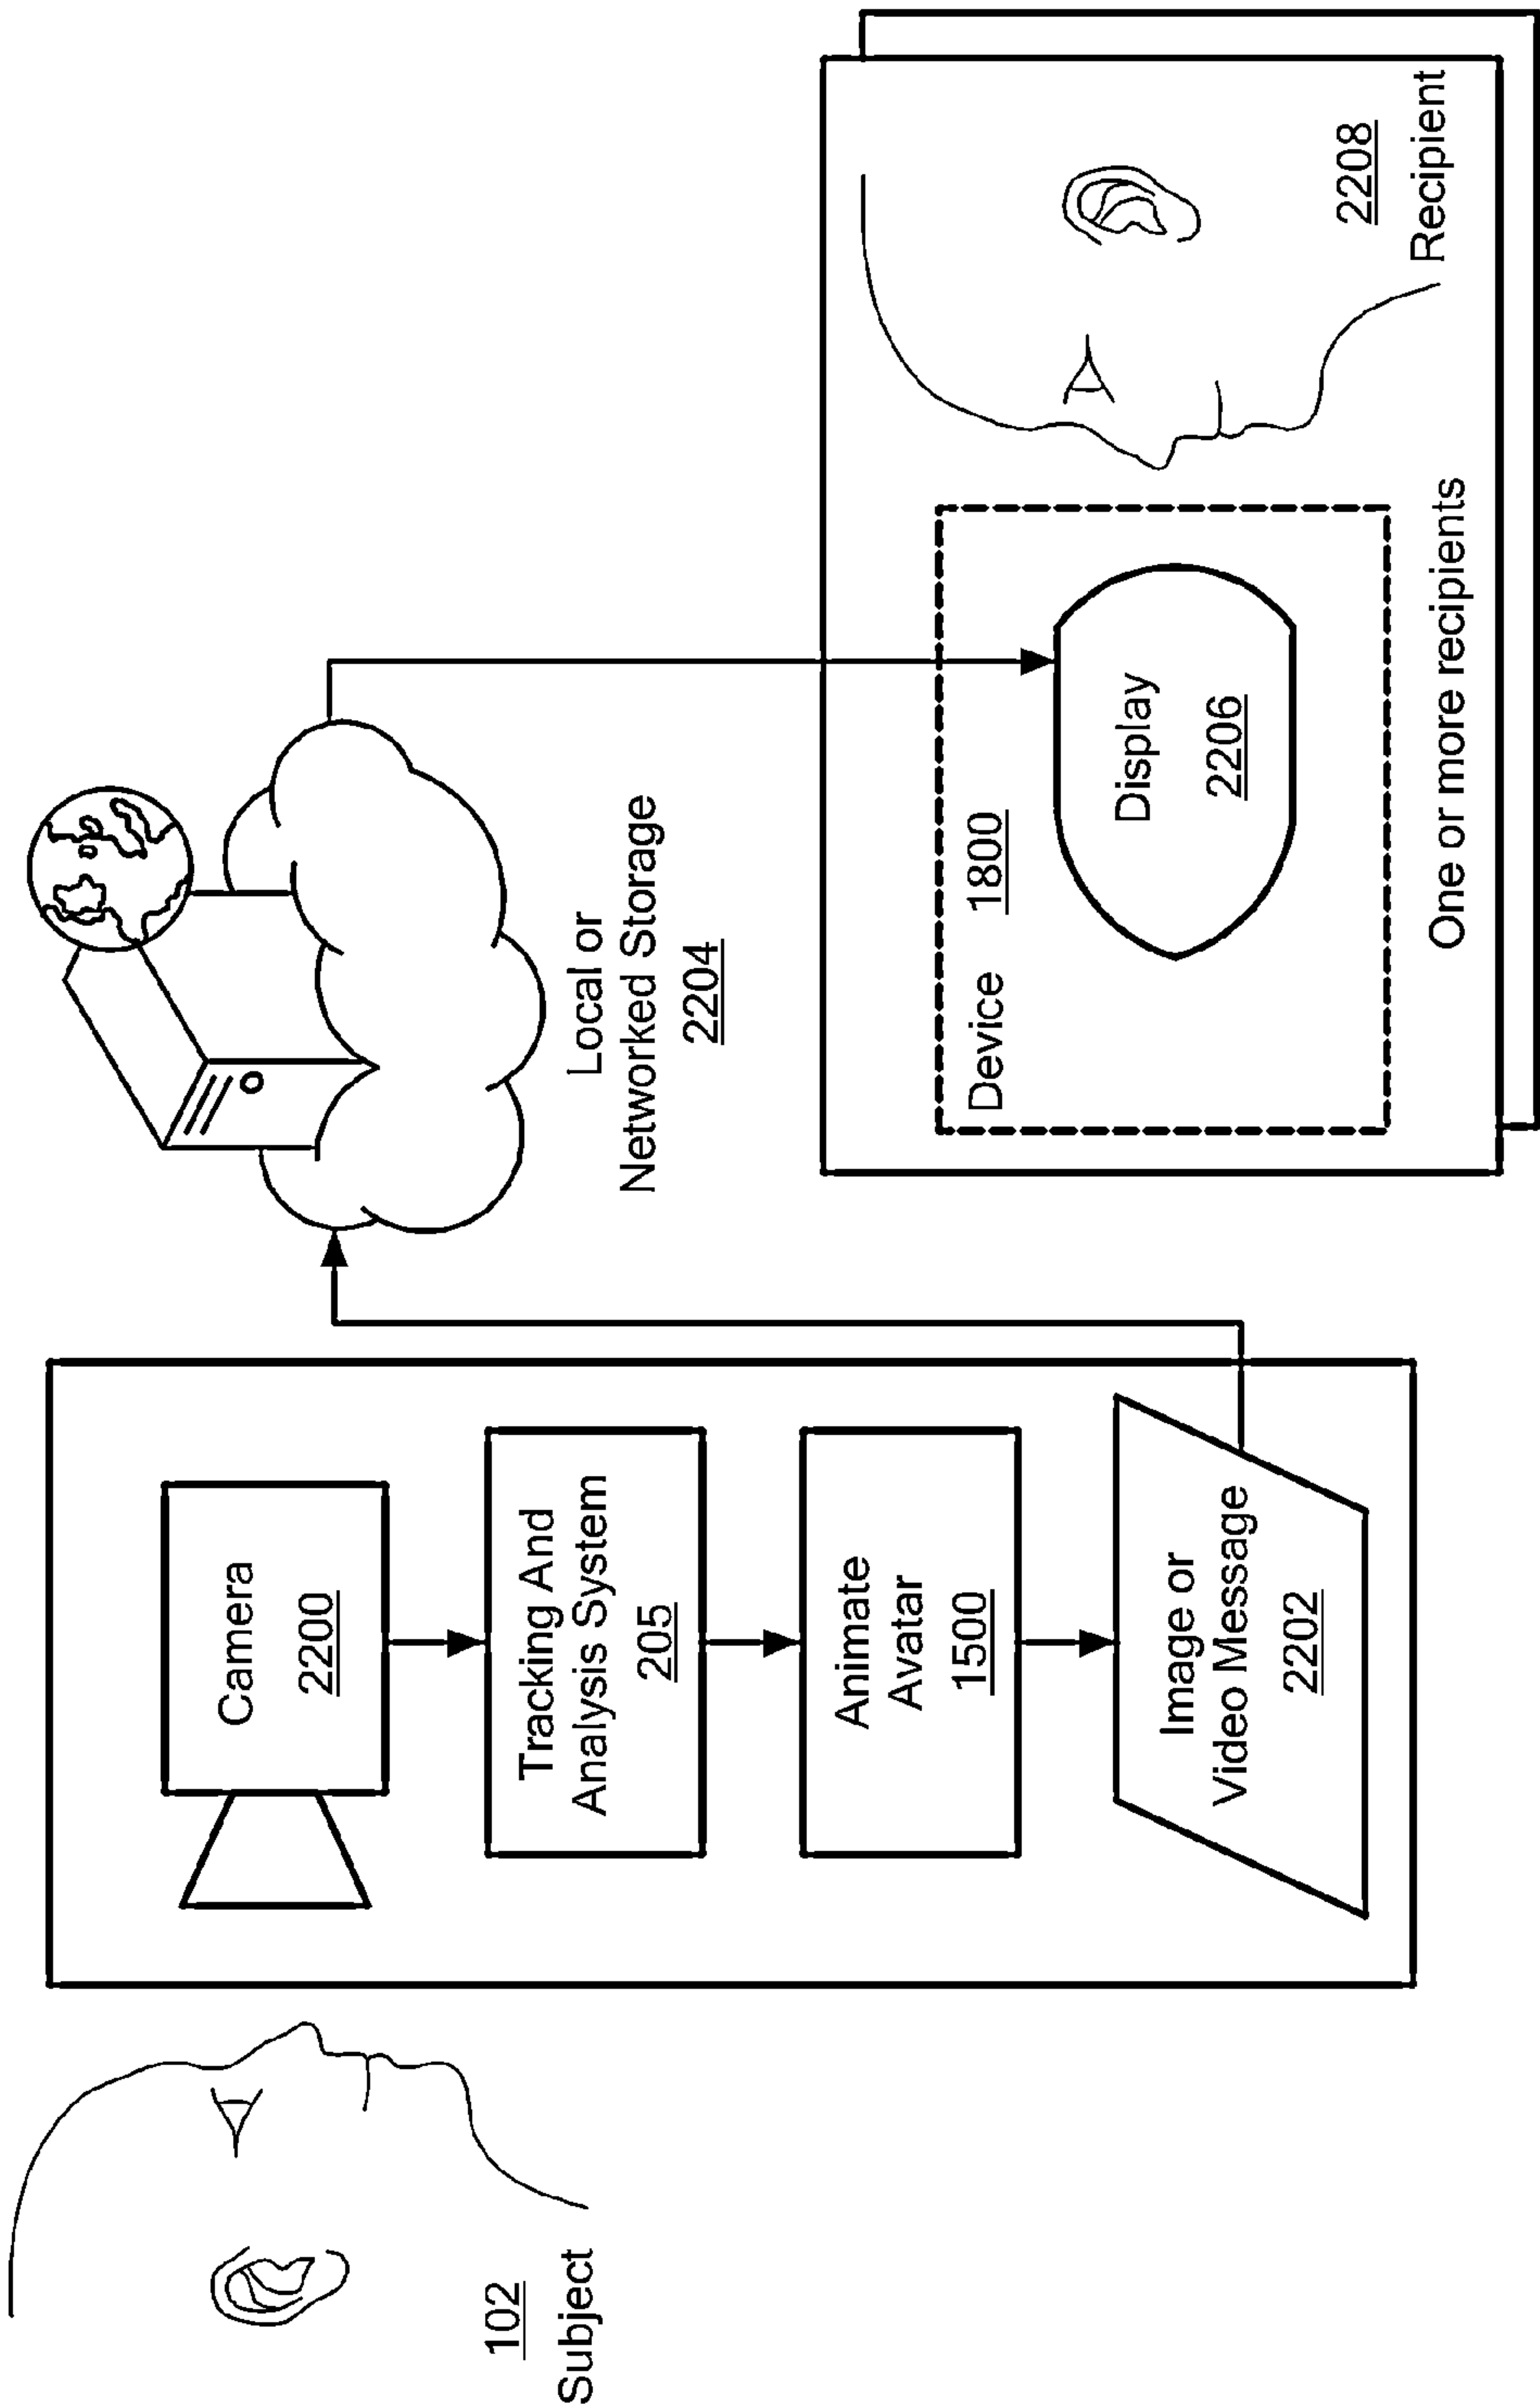 102
Subject
Camera
2200
Tracking And
Analysis System
205
Animate
Avatar
1500
Image or
Video Message
2202
Local or
Networked Storage
2204
Device
1800
Display
2206
One or more recipients
2208
Recipient